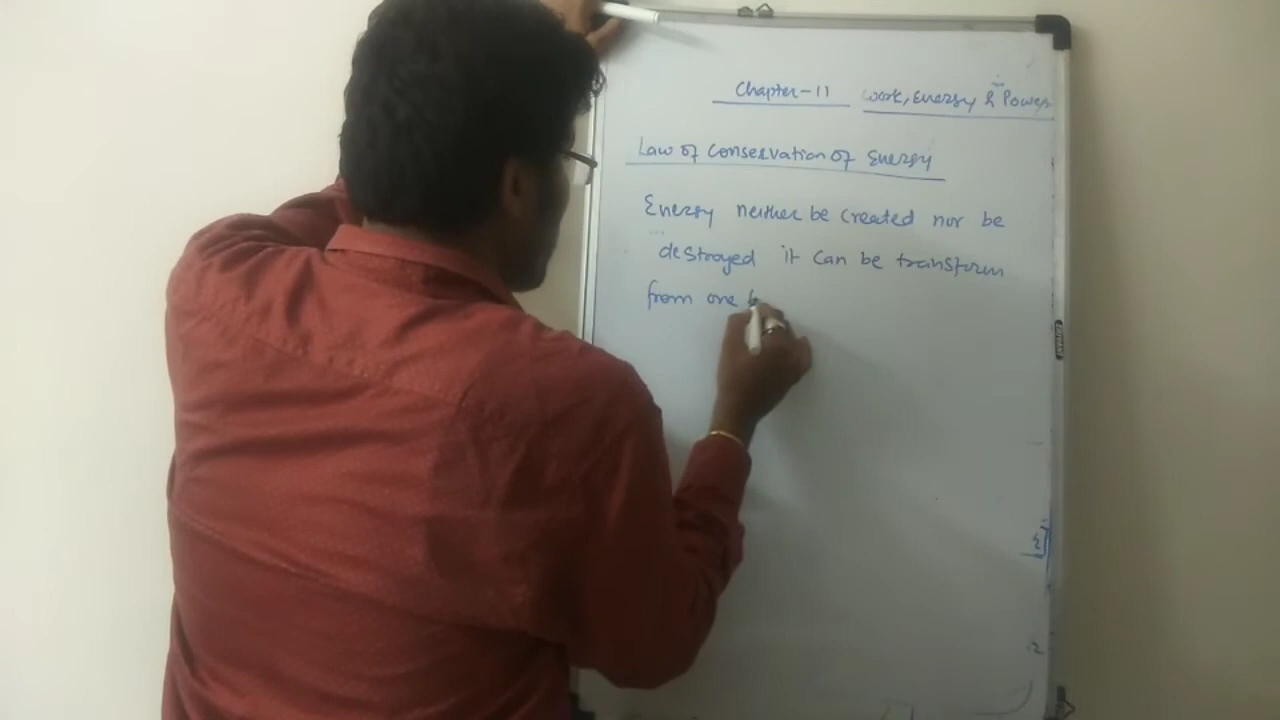 Chapter-11 Work, Energy & Power
Law of Conservation of Energy
Energy neither be created nor be
destroyed it can be transform
from one